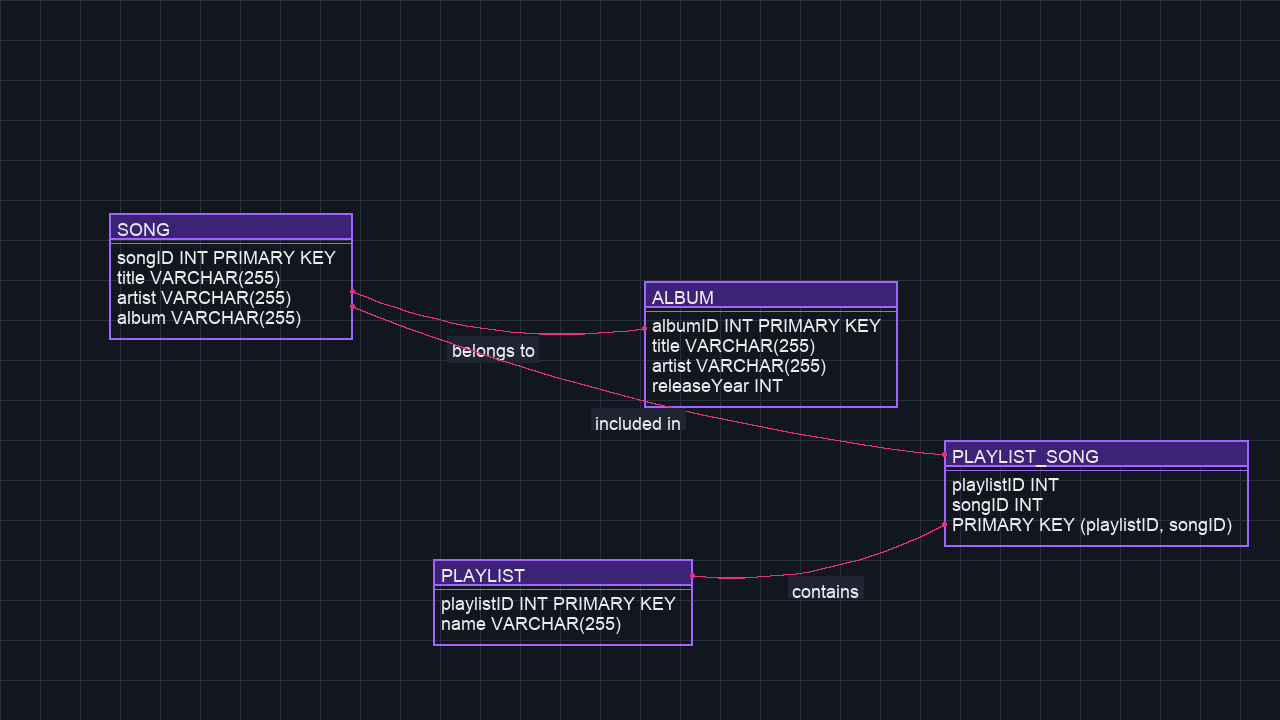 SONG
songID INT PRIMARY KEY
title VARCHAR(255)
artist VARCHAR(255)
album VARCHAR(255)
belongs to
ALBUM
albumID INT PRIMARY KEY
title VARCHAR(255)
artist VARCHAR(255)
releaseYear INT
included in
PLAYLIST_SONG
playlistID INT
songID INT
PRIMARY KEY (playlistID, songID)
PLAYLIST
playlistID INT PRIMARY KEY
name VARCHAR(255)
contains